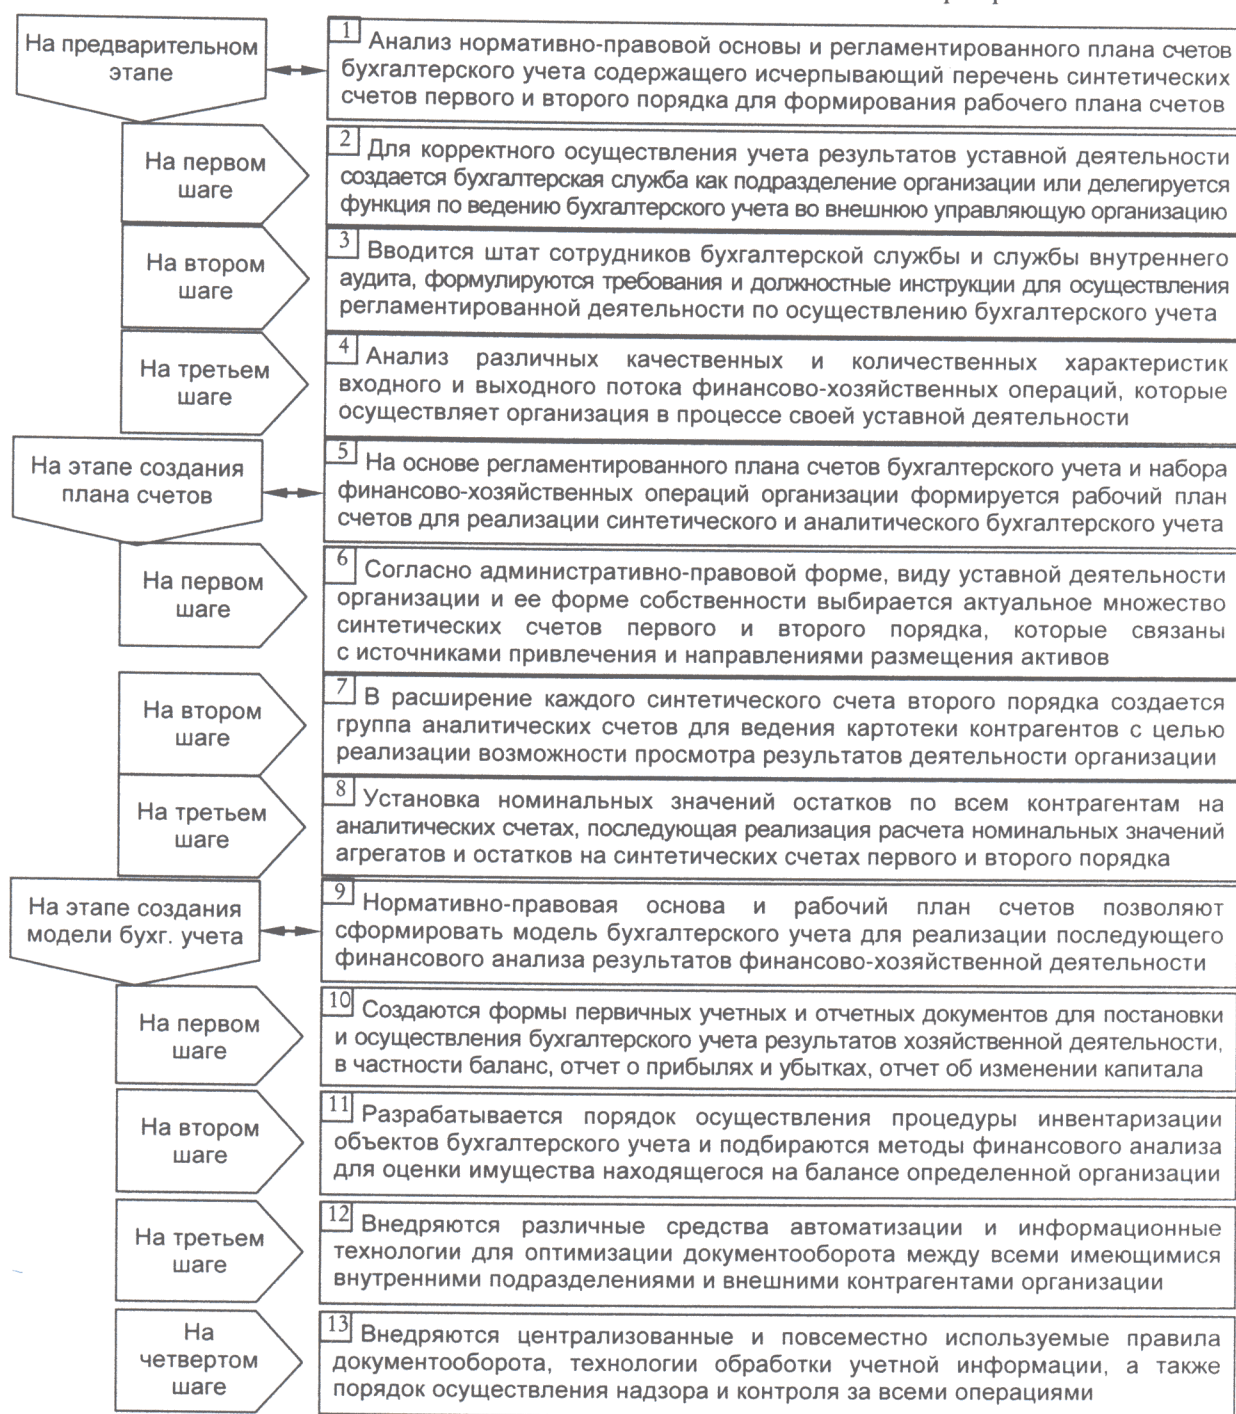 На предварительном
этапе
1 Анализ нормативно-правовой основы и регламентированного плана счетов
бухгалтерского учета содержащего исчерпывающий перечень синтетических
счетов первого и второго порядка для формирования рабочего плана счетов
На первом
шаге
2 Для корректного осуществления учета результатов уставной деятельности
создается бухгалтерская служба как подразделение организации или делегируется
функция по ведению бухгалтерского учета во внешнюю управляющую организацию
На втором
шаге
3 Вводится штат сотрудников бухгалтерской службы и службы внутреннего
аудита, формулируются требования и должностные инструкции для осуществления
регламентированной деятельности по осуществлению бухгалтерского учета
На третьем
шаге
4 Анализ различных качественных и количественных характеристик
входного и выходного потока финансово-хозяйственных операций, которые
осуществляет организация в процессе своей уставной деятельности
На этапе создания
плана счетов
5 На основе регламентированного плана счетов бухгалтерского учета и набора
финансово-хозяйственных операций организации формируется рабочий план
счетов для реализации синтетического и аналитического бухгалтерского учета
На первом
шаге
6 Согласно административно-правовой форме, виду уставной деятельности
организации и ее форме собственности выбирается актуальное множество
синтетических счетов первого и второго порядка, которые связаны
с источниками привлечения и направлениями размещения активов
На втором
шаге
7 В расширение каждого синтетического счета второго порядка создается
группа аналитических счетов для ведения картотеки контрагентов с целью
реализации возможности просмотра результатов деятельности организации
На третьем
шаге
8 Установка номинальных значений остатков по всем контрагентам на
аналитических счетах, последующая реализация расчета номинальных значений
агрегатов и остатков на синтетических счетах первого и второго порядка
На этапе создания
модели бухг. учета
9 Нормативно-правовая основа и рабочий план счетов позволяют
сформировать модель бухгалтерского учета для реализации последующего
финансового анализа результатов финансово-хозяйственной деятельности
На первом
шаге
10 Создаются формы первичных учетных и отчетных документов для постановки
и осуществления бухгалтерского учета результатов хозяйственной деятельности,
в частности баланс, отчет о прибылях и убытках, отчет об изменении капитала
На втором
шаге
11 Разрабатывается порядок осуществления процедуры инвентаризации
объектов бухгалтерского учета и подбираются методы финансового анализа
для оценки имущества находящегося на балансе определенной организации
На третьем
шаге
12 Внедряются различные средства автоматизации и информационные
технологии для оптимизации документооборота между всеми имеющимися
внутренними подразделениями и внешними контрагентами организации
На
четвертом
шаге
13 Внедряются централизованные и повсеместно используемые правила
документооборота, технологии обработки учетной информации, а также
порядок осуществления надзора и контроля за всеми операциями